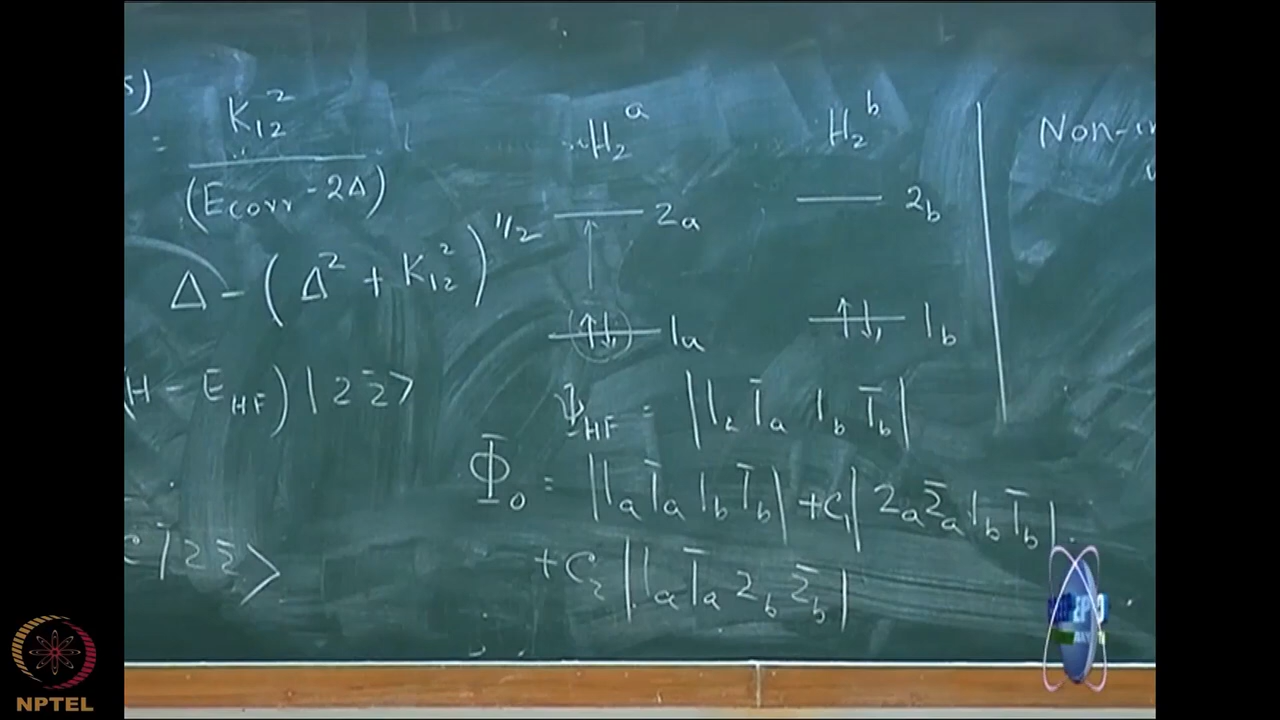 s)
= K₁₂² / (E_corr - 2Δ)
Δ - (Δ² + K₁₂²)^1/2
(H - E_HF) |2 2̄>
C |2 2̄>
H₂^a H₂^b
2a 2b
↑
↑↓ 1a ↑↓ 1b
Ψ_HF = |1a 1̄a 1b 1̄b|
Φ₀ = |1a 1̄a 1b 1̄b| + C₁ |2a 2̄a 1b 1̄b|
+ C₂ |1a 1̄a 2b 2̄b|
Non-in
NPTEL